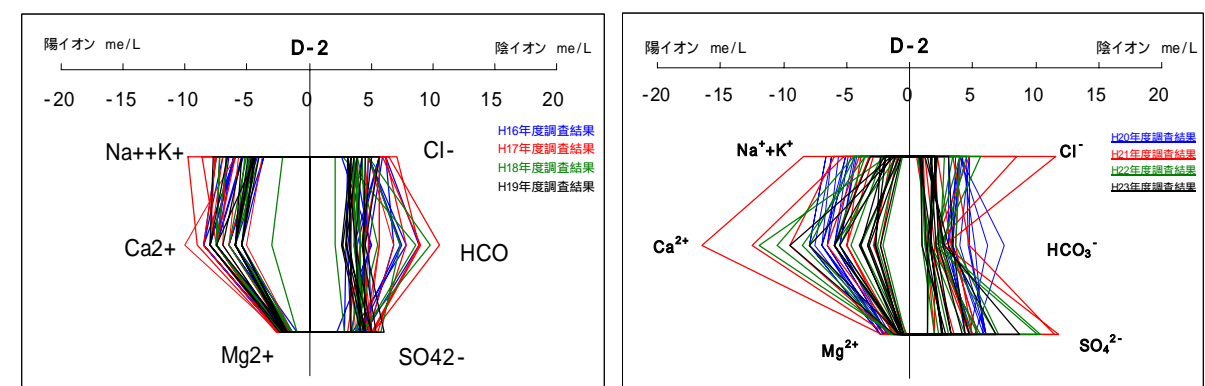 陽イオン me/L
D-2
陰イオン me/L
-20 -15 -10 -5 0 5 10 15 20
H16年度調査結果
H17年度調査結果
H18年度調査結果
H19年度調査結果
Na++K+
Cl-
Ca2+
HCO
Mg2+
SO42-
陽イオン me/L
D-2
陰イオン me/L
-20 -15 -10 -5 0 5 10 15 20
H20年度調査結果
H21年度調査結果
H22年度調査結果
H23年度調査結果
Na⁺+K⁺
Cl⁻
Ca²⁺
HCO₃⁻
Mg²⁺
SO₄²⁻